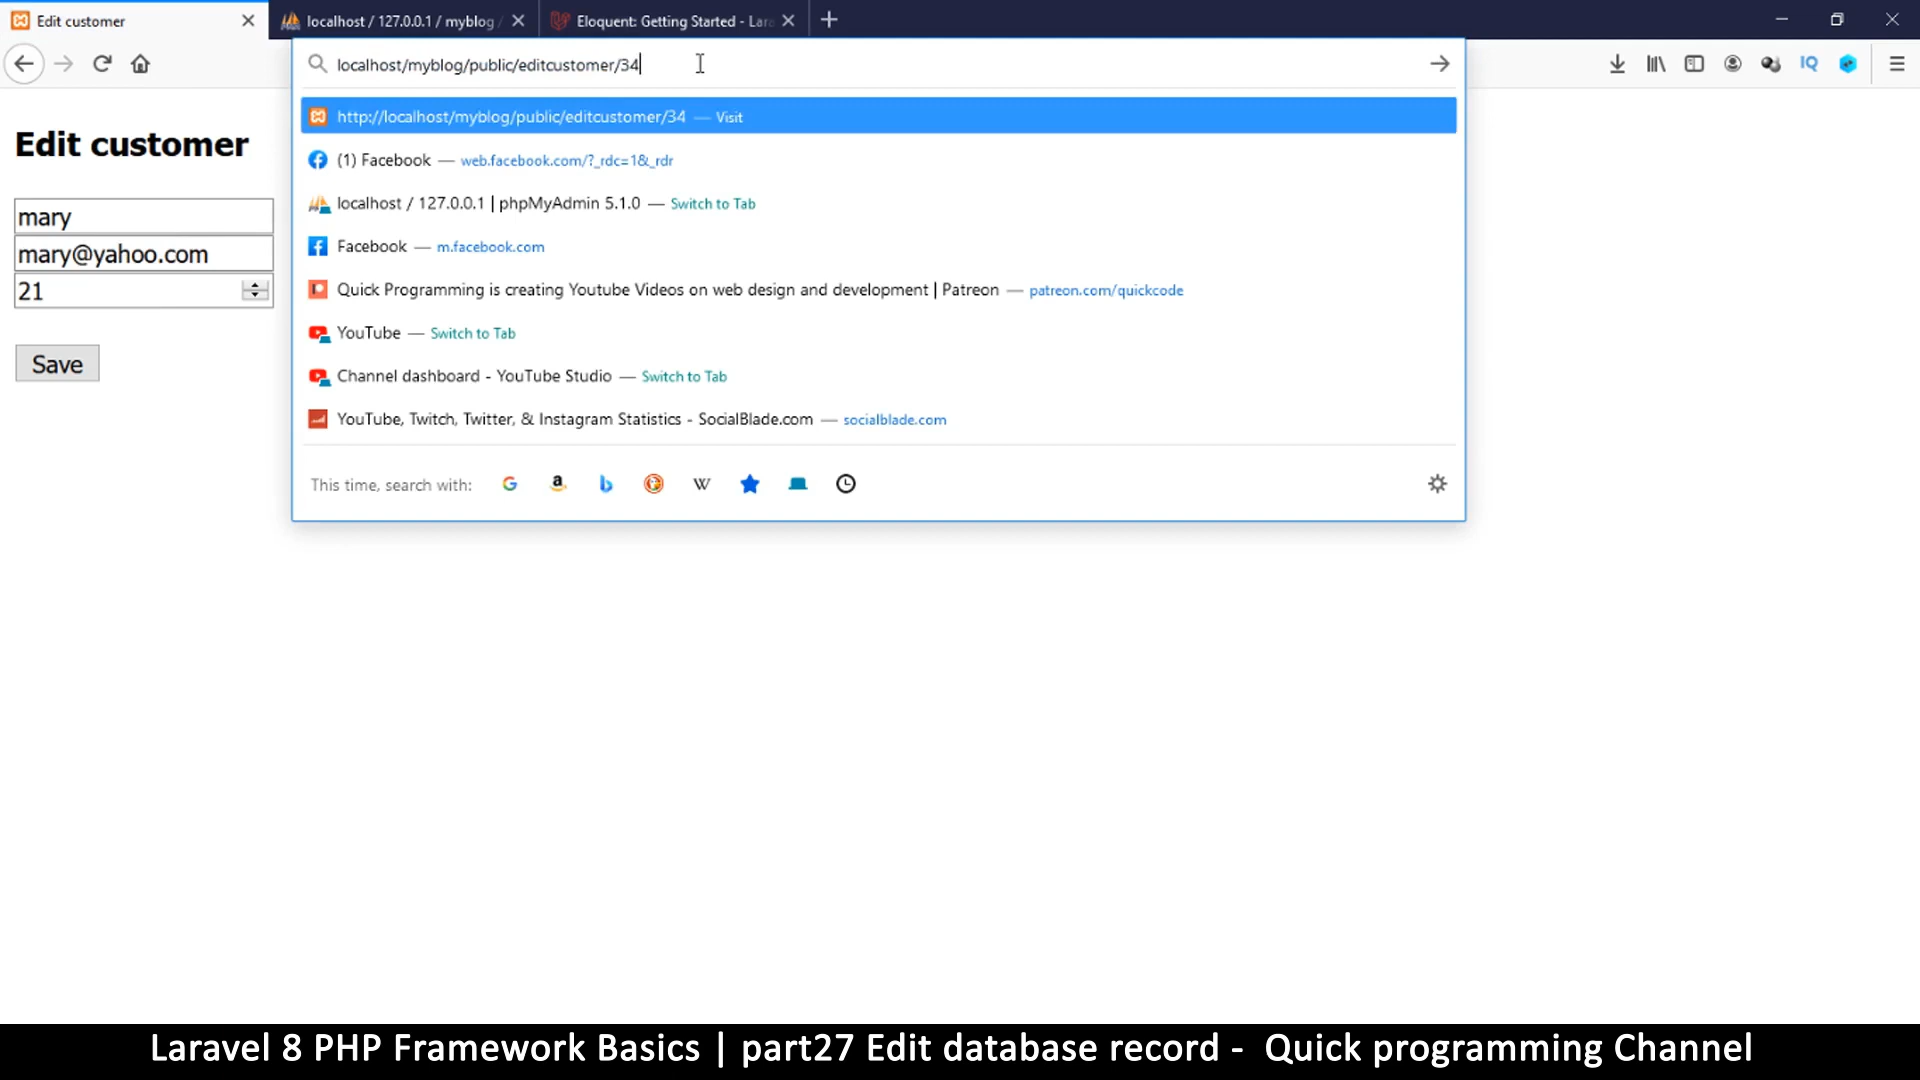 Edit customer
localhost / 127.0.0.1 / myblog /
Eloquent: Getting Started - Lara
localhost/myblog/public/editcustomer/34
IQ
http://localhost/myblog/public/editcustomer/34 — Visit
(1) Facebook — web.facebook.com/?_rdc=1&_rdr
localhost / 127.0.0.1 | phpMyAdmin 5.1.0 — Switch to Tab
Facebook — m.facebook.com
Quick Programming is creating Youtube Videos on web design and development | Patreon — patreon.com/quickcode
YouTube — Switch to Tab
Channel dashboard - YouTube Studio — Switch to Tab
YouTube, Twitch, Twitter, & Instagram Statistics - SocialBlade.com — socialblade.com
This time, search with:
Edit customer
mary
mary@yahoo.com
21
Save
Laravel 8 PHP Framework Basics | part27 Edit database record - Quick programming Channel